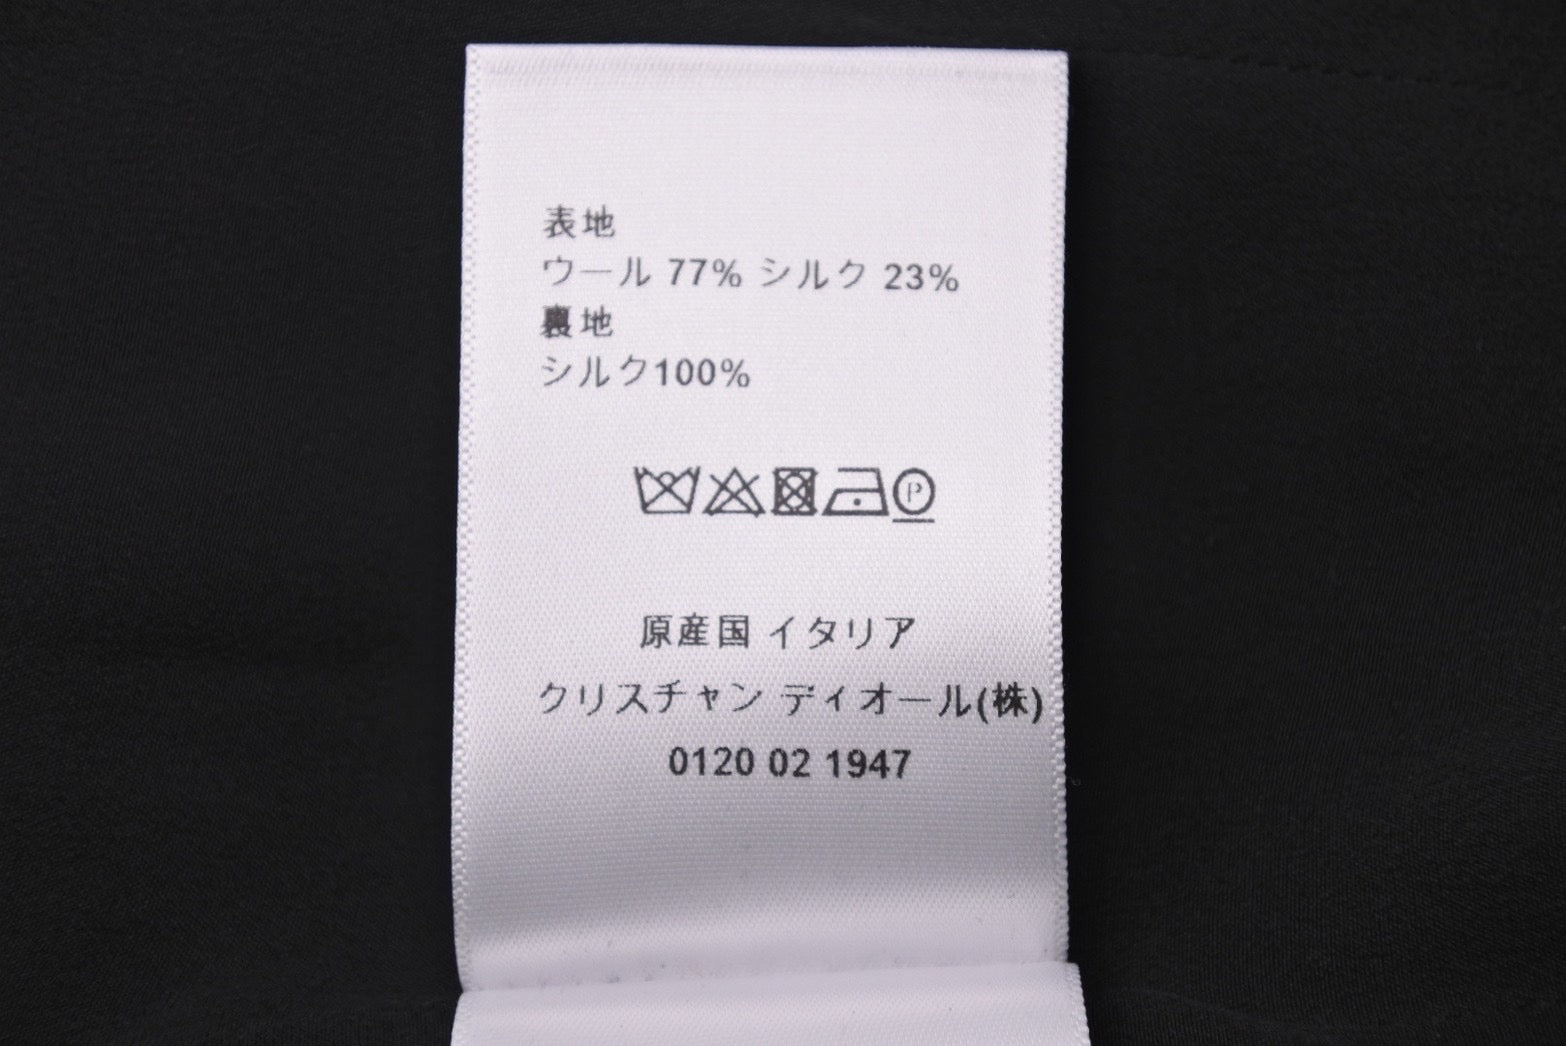 表地
ウール 77% シルク 23%
裏地
シルク100%
P
原産国 イタリア
クリスチャン ディオール(株)
0120 02 1947